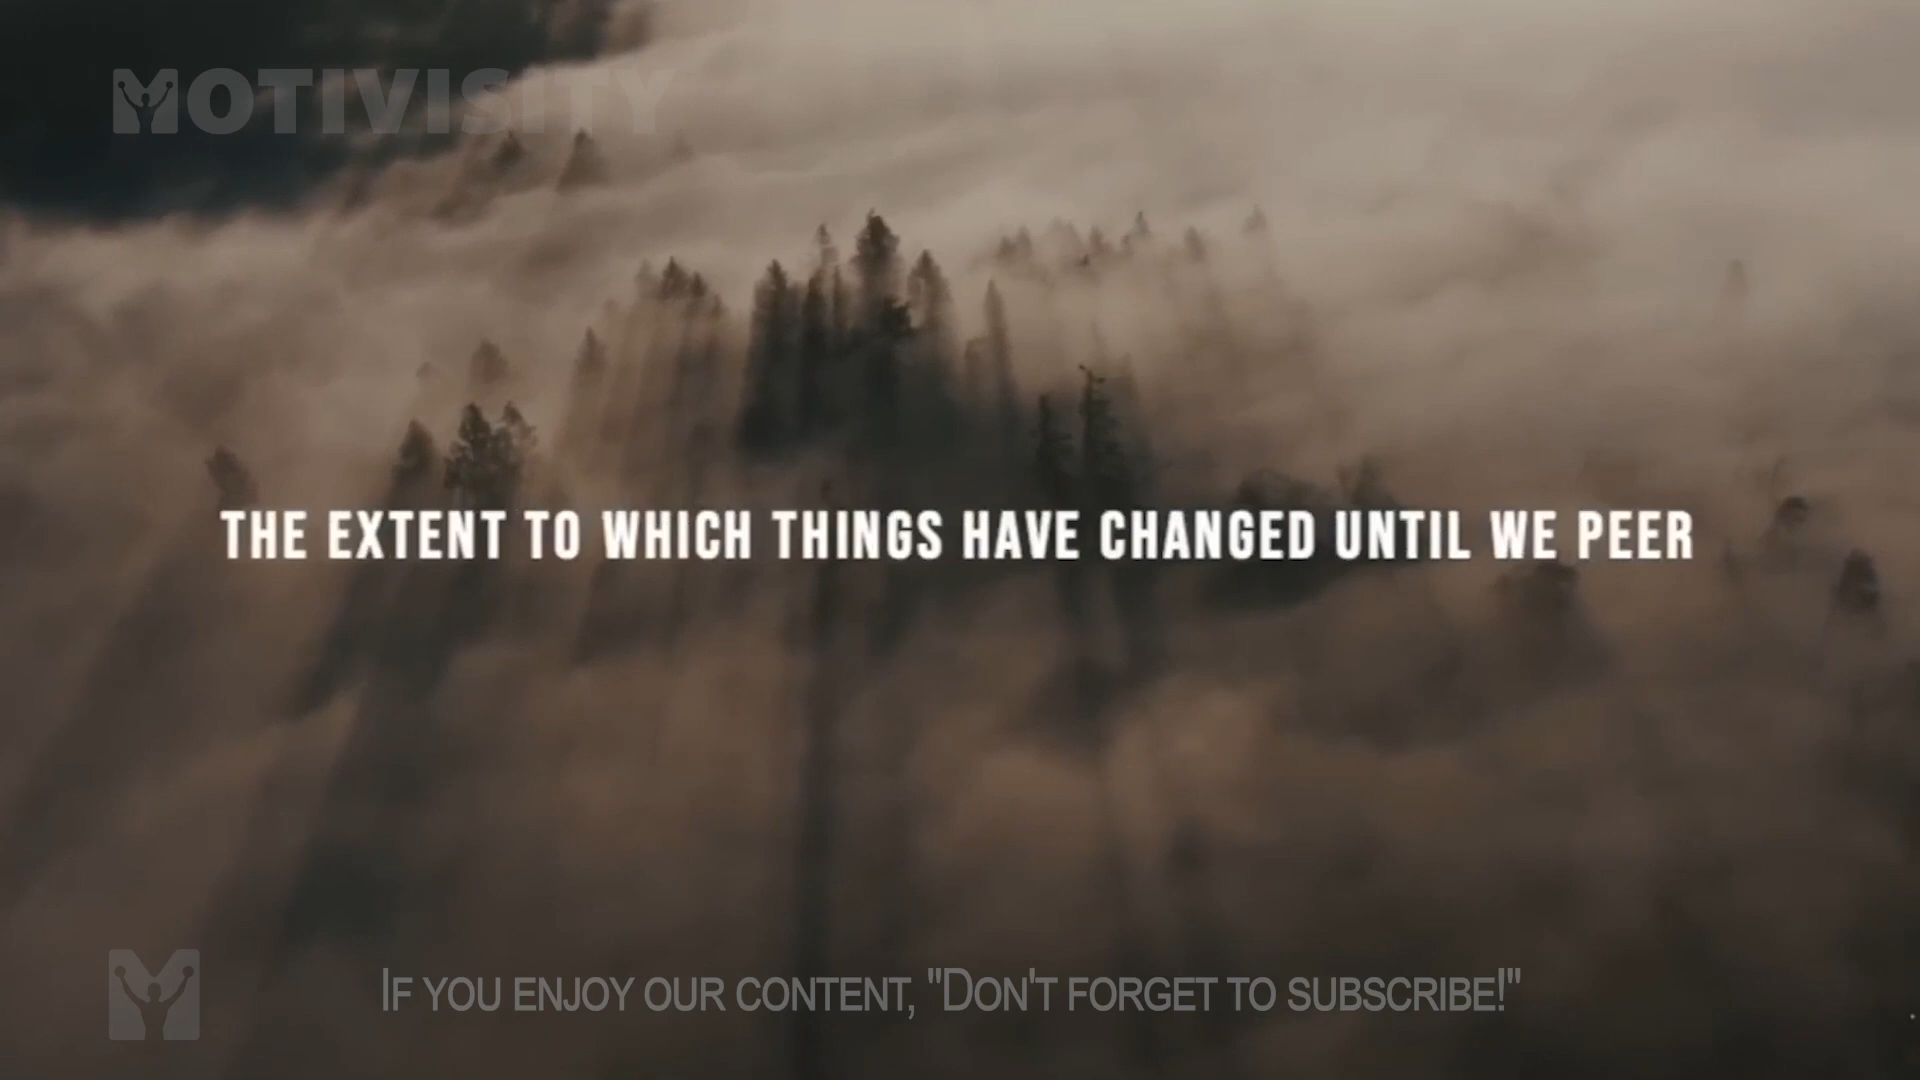 MOTIVISITY
THE EXTENT TO WHICH THINGS HAVE CHANGED UNTIL WE PEER
IF YOU ENJOY OUR CONTENT, "DON'T FORGET TO SUBSCRIBE!"